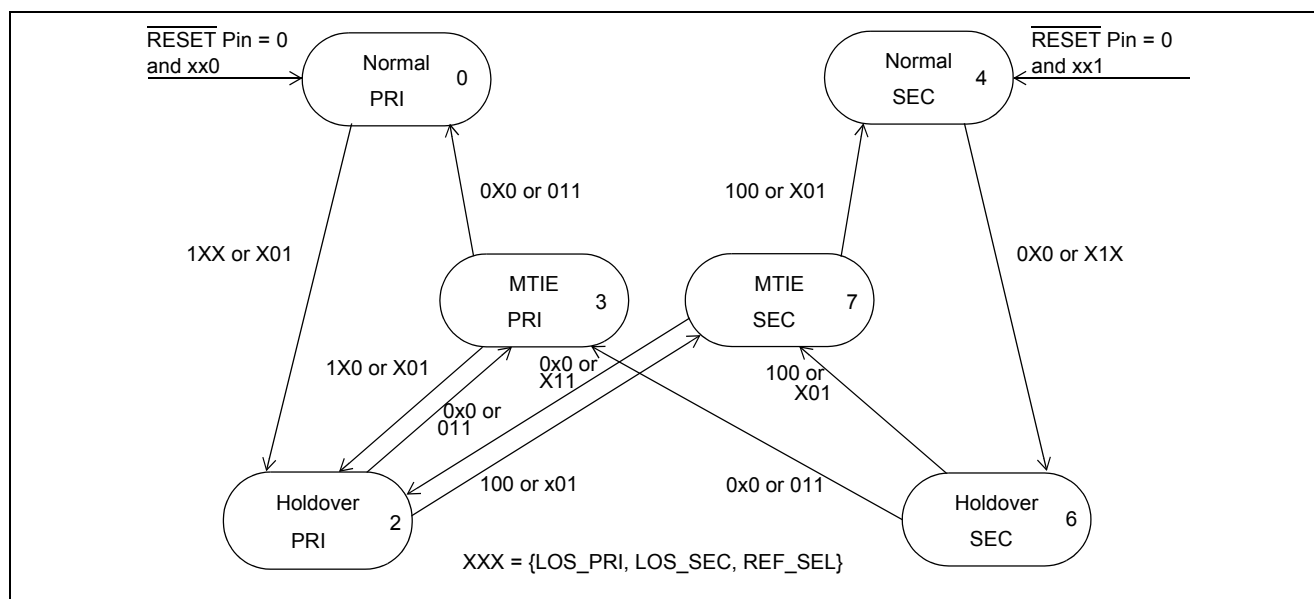 RESET Pin = 0
and xx0
Normal
PRI
0
Normal
SEC
4
RESET Pin = 0
and xx1
0X0 or 011
100 or X01
1XX or X01
0X0 or X1X
MTIE
PRI
3
MTIE
SEC
7
1X0 or X01
0x0 or
011
0x0 or
X11
100 or
X01
100 or x01
0x0 or 011
Holdover
PRI
2
Holdover
SEC
6
XXX = {LOS_PRI, LOS_SEC, REF_SEL}